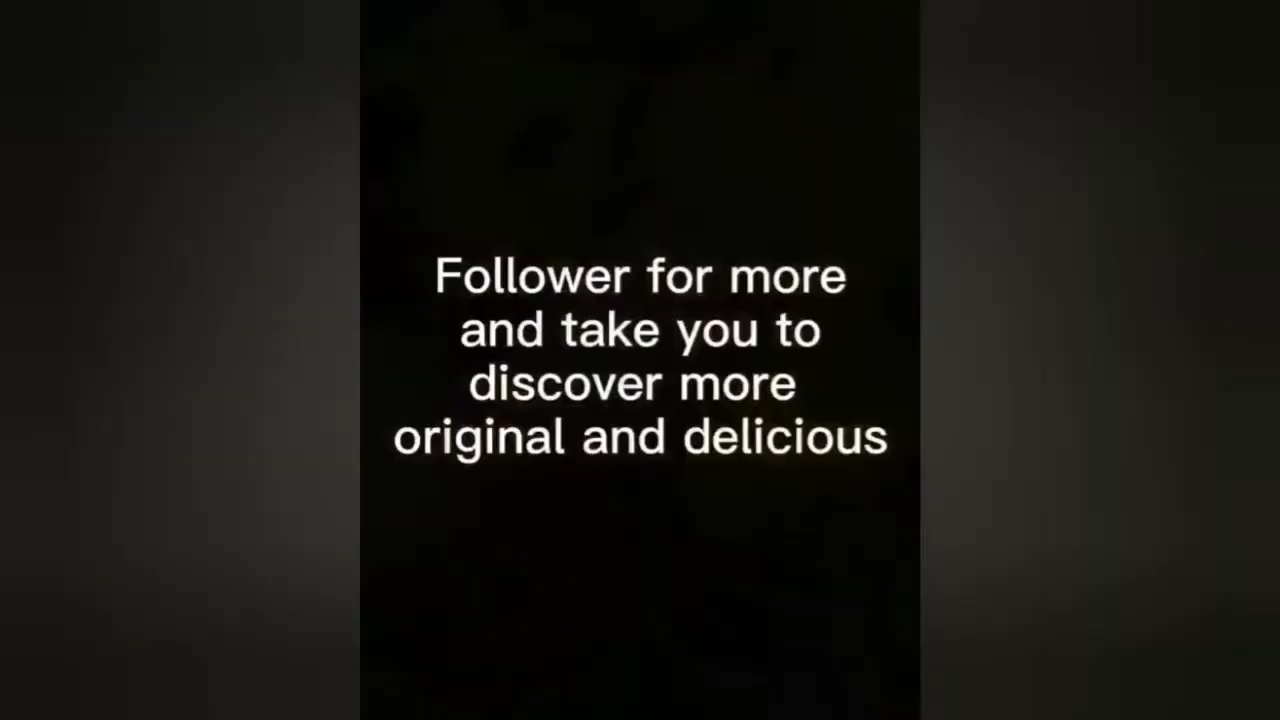 Follower for more
and take you to
discover more
original and delicious